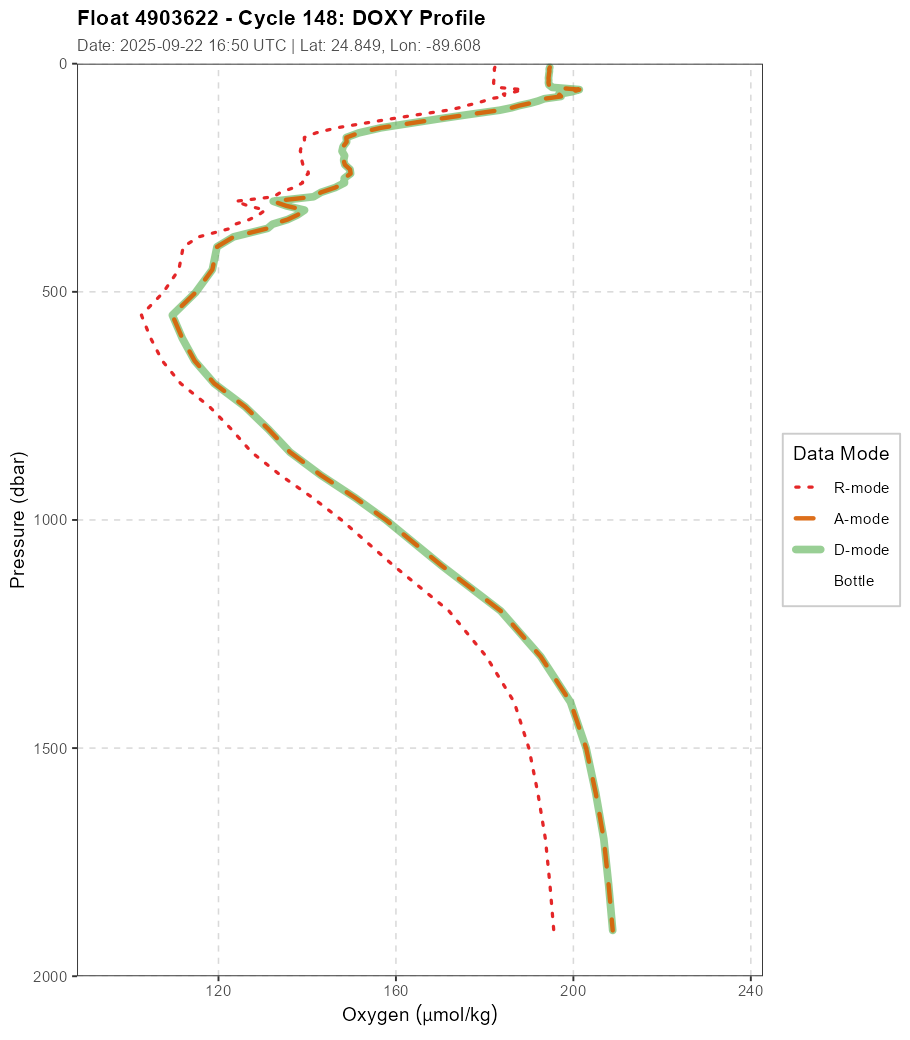 Float 4903622 - Cycle 148: DOXY Profile
Date: 2025-09-22 16:50 UTC | Lat: 24.849, Lon: -89.608
0
500
1000
1500
2000
Pressure (dbar)
120
160
200
240
Oxygen (μmol/kg)
Data Mode
R-mode
A-mode
D-mode
Bottle